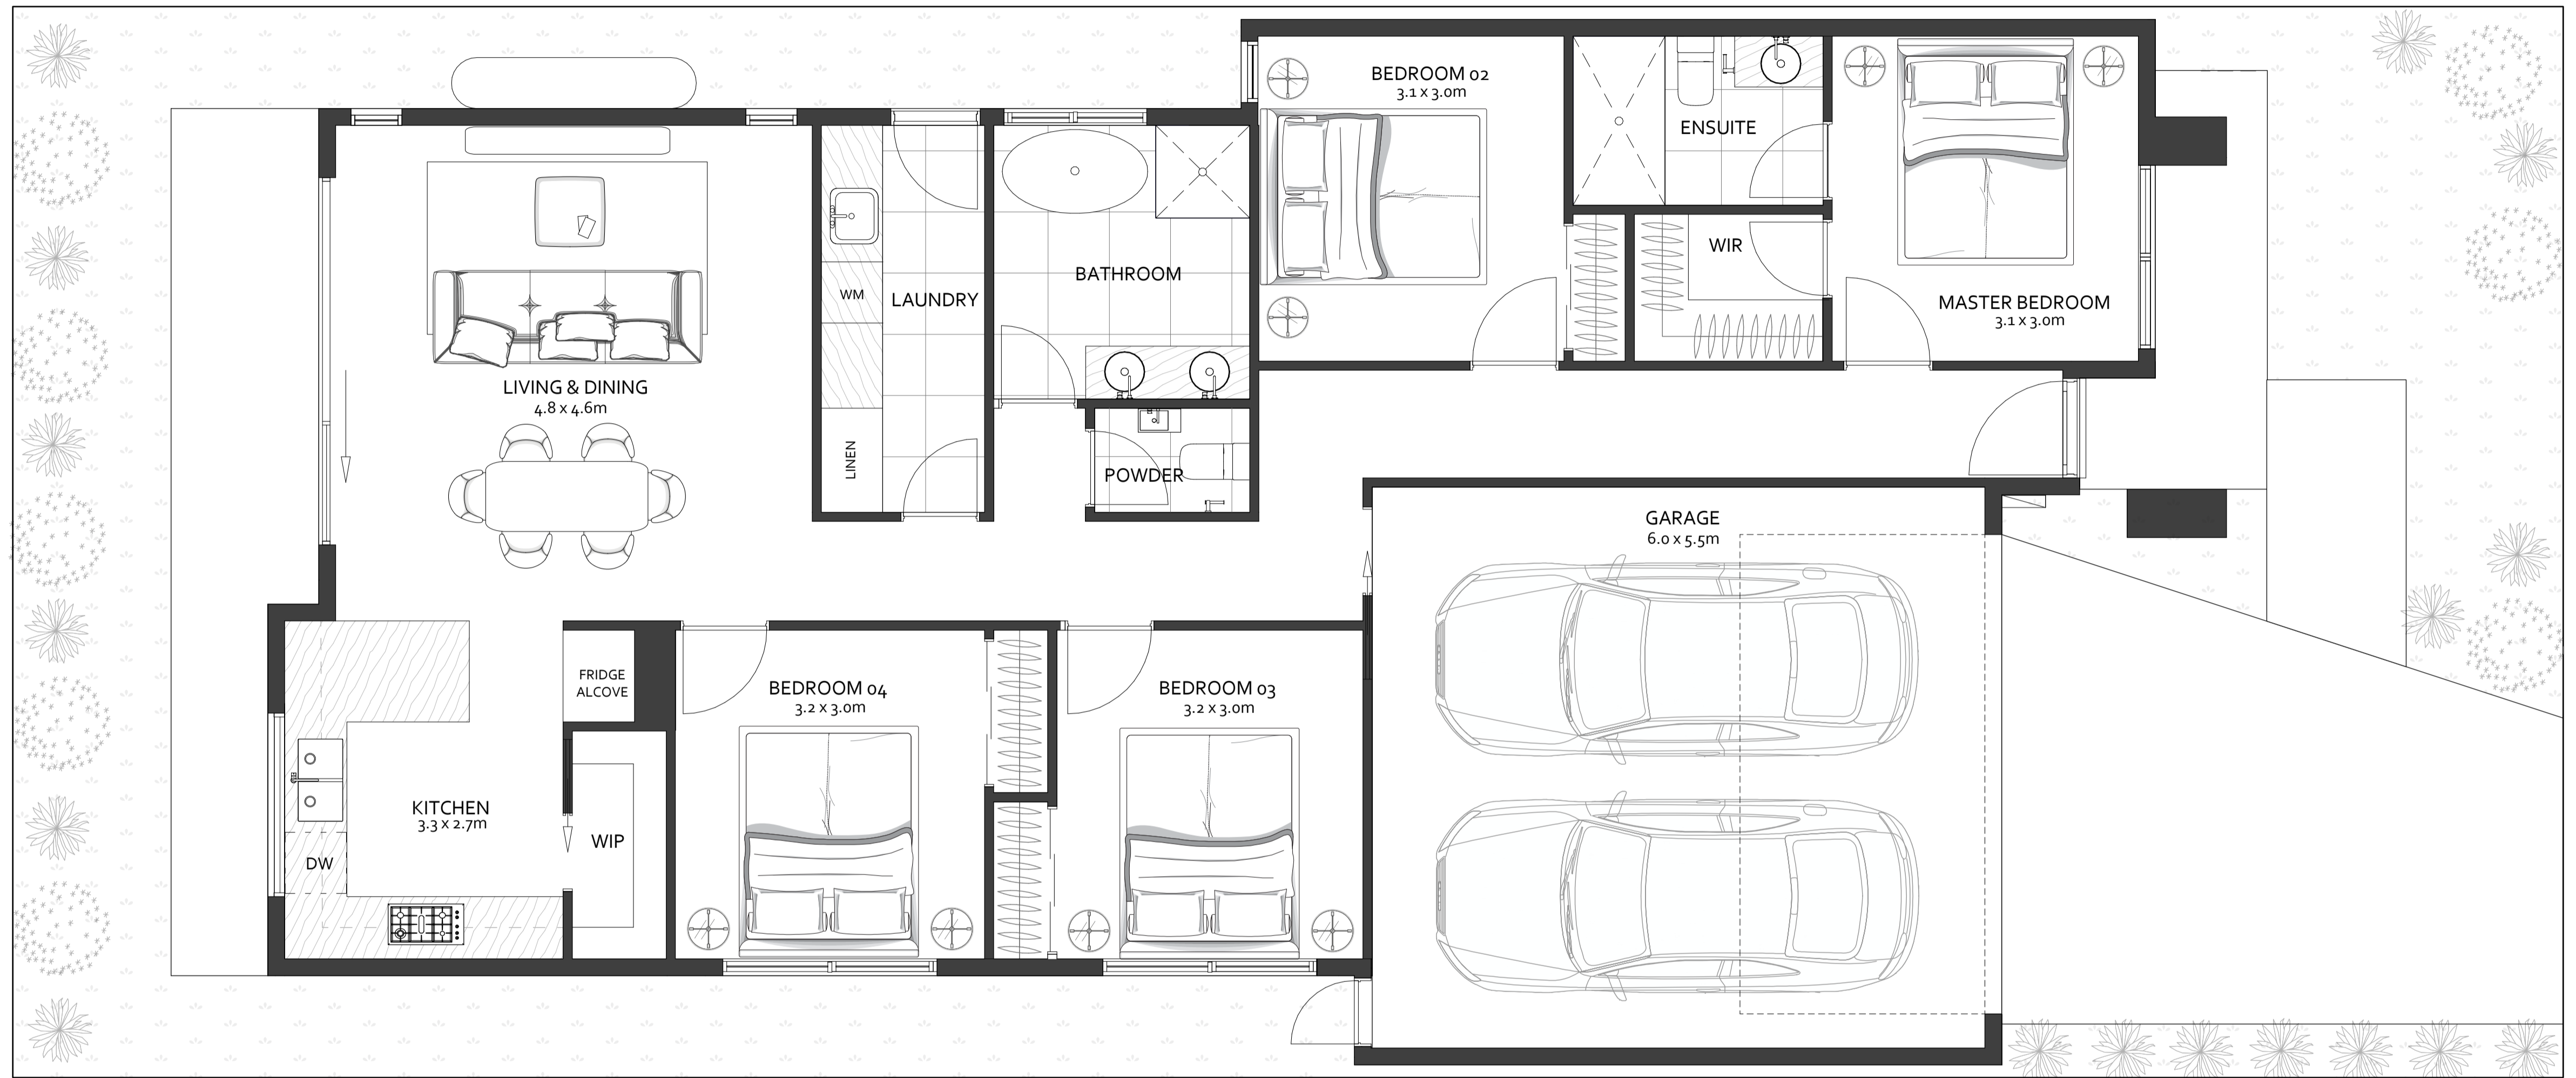 BEDROOM 02
3.1 x 3.0m
ENSUITE
WIR
MASTER BEDROOM
3.1 x 3.0m
BATHROOM
WM
LAUNDRY
LINEN
POWDER
LIVING & DINING
4.8 x 4.6m
GARAGE
6.0 x 5.5m
FRIDGE
ALCOVE
BEDROOM 04
3.2 x 3.0m
BEDROOM 03
3.2 x 3.0m
KITCHEN
3.3 x 2.7m
WIP
DW